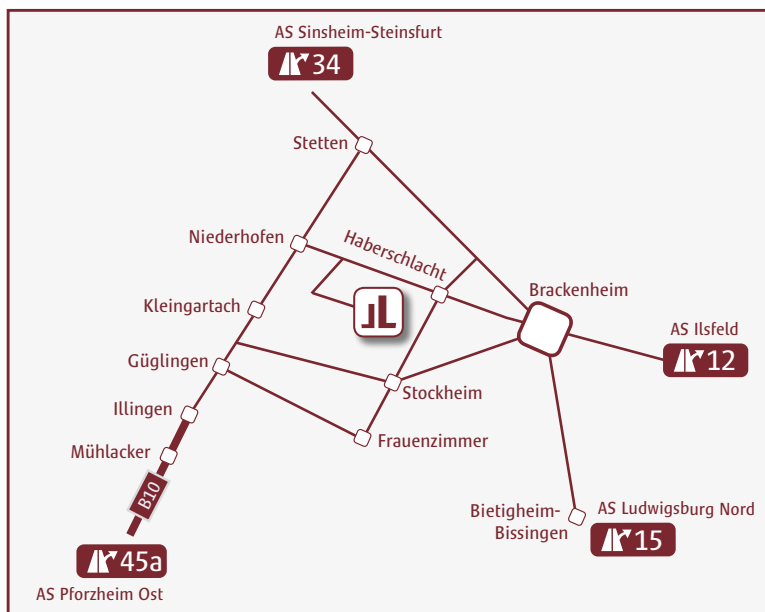 AS Sinsheim-Steinsfurt
34
Stetten
Niederhofen
Haberschlacht
Brackenheim
Kleingartach
JL
AS Ilsfeld
12
Güglingen
Stockheim
Illingen
Frauenzimmer
Mühlacker
B10
Bietigheim-
Bissingen
AS Ludwigsburg Nord
15
45a
AS Pforzheim Ost